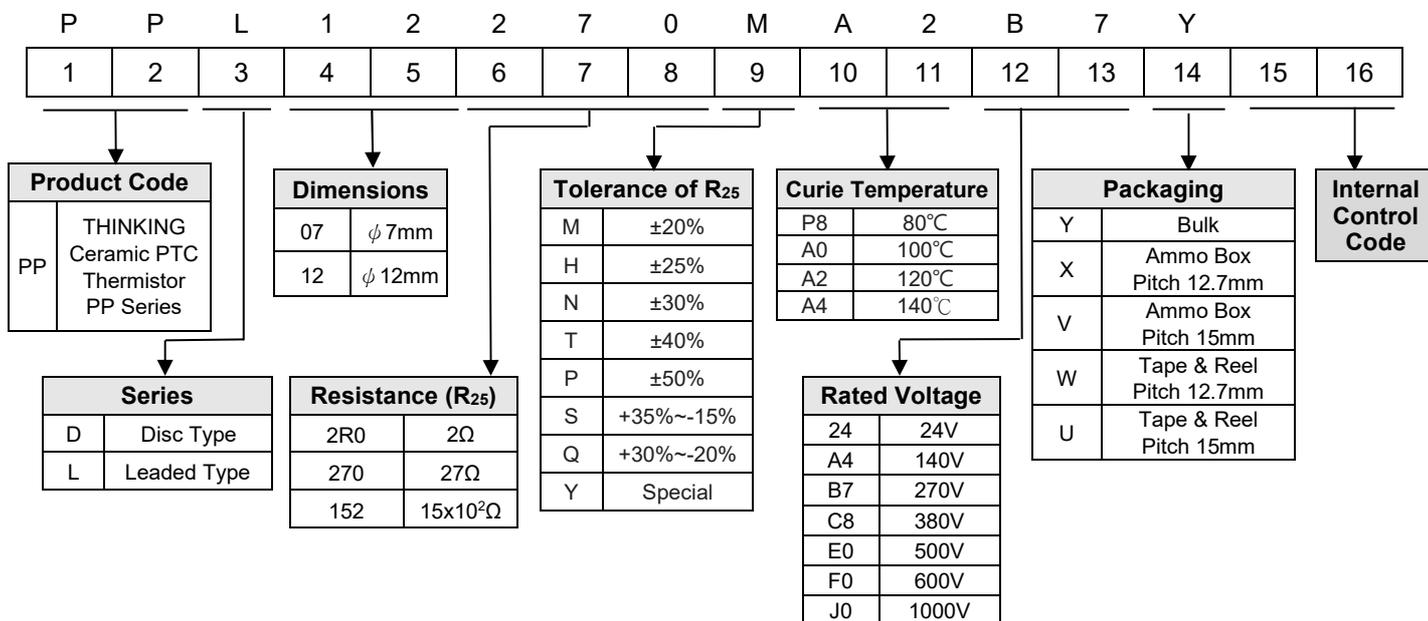 P P L 1 2 2 7 0 M A 2 B 7 Y
1 2 3 4 5 6 7 8 9 10 11 12 13 14 15 16
Product Code
PP THINKING
Ceramic PTC
Thermistor
PP Series
Dimensions
07 ϕ 7mm
12 ϕ 12mm
Tolerance of R₂₅
M ±20%
H ±25%
N ±30%
T ±40%
P ±50%
S +35%~-15%
Q +30%~-20%
Y Special
Curie Temperature
P8 80℃
A0 100℃
A2 120℃
A4 140℃
Packaging
Y Bulk
X Ammo Box
Pitch 12.7mm
V Ammo Box
Pitch 15mm
W Tape & Reel
Pitch 12.7mm
U Tape & Reel
Pitch 15mm
Internal
Control
Code
Series
D Disc Type
L Leaded Type
Resistance (R₂₅)
2R0 2Ω
270 27Ω
152 15x10²Ω
Rated Voltage
24 24V
A4 140V
B7 270V
C8 380V
E0 500V
F0 600V
J0 1000V